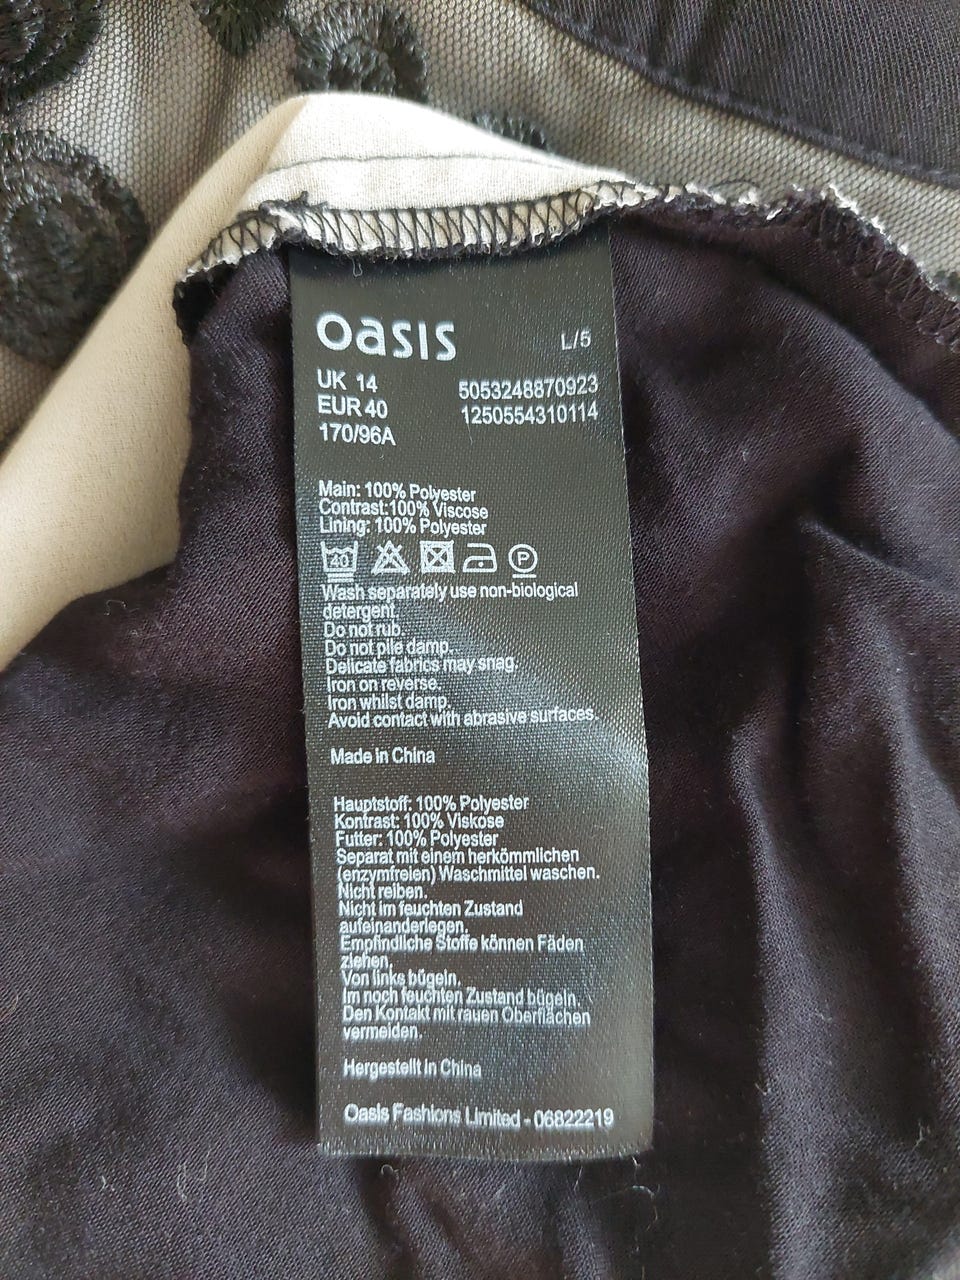 oasis
L/5
UK 14
5053248870923
EUR 40
1250554310114
170/96A
Main: 100% Polyester
Contrast:100% Viscose
Lining: 100% Polyester
40
P
Wash separately use non-biological
detergent.
Do not rub.
Do not pile damp.
Delicate fabrics may snag.
Iron on reverse.
Iron whilst damp.
Avoid contact with abrasive surfaces.
Made in China
Hauptstoff: 100% Polyester
Kontrast: 100% Viskose
Futter: 100% Polyester
Separat mit einem herkömmlichen
(enzymfreien) Waschmittel waschen.
Nicht reiben.
Nicht im feuchten Zustand
aufeinanderlegen.
Empfindliche Stoffe können Fäden
ziehen.
Von links bügeln.
Im noch feuchten Zustand bügeln.
Den Kontakt mit rauen Oberflächen
vermeiden.
Hergestellt in China
Oasis Fashions Limited - 06822219